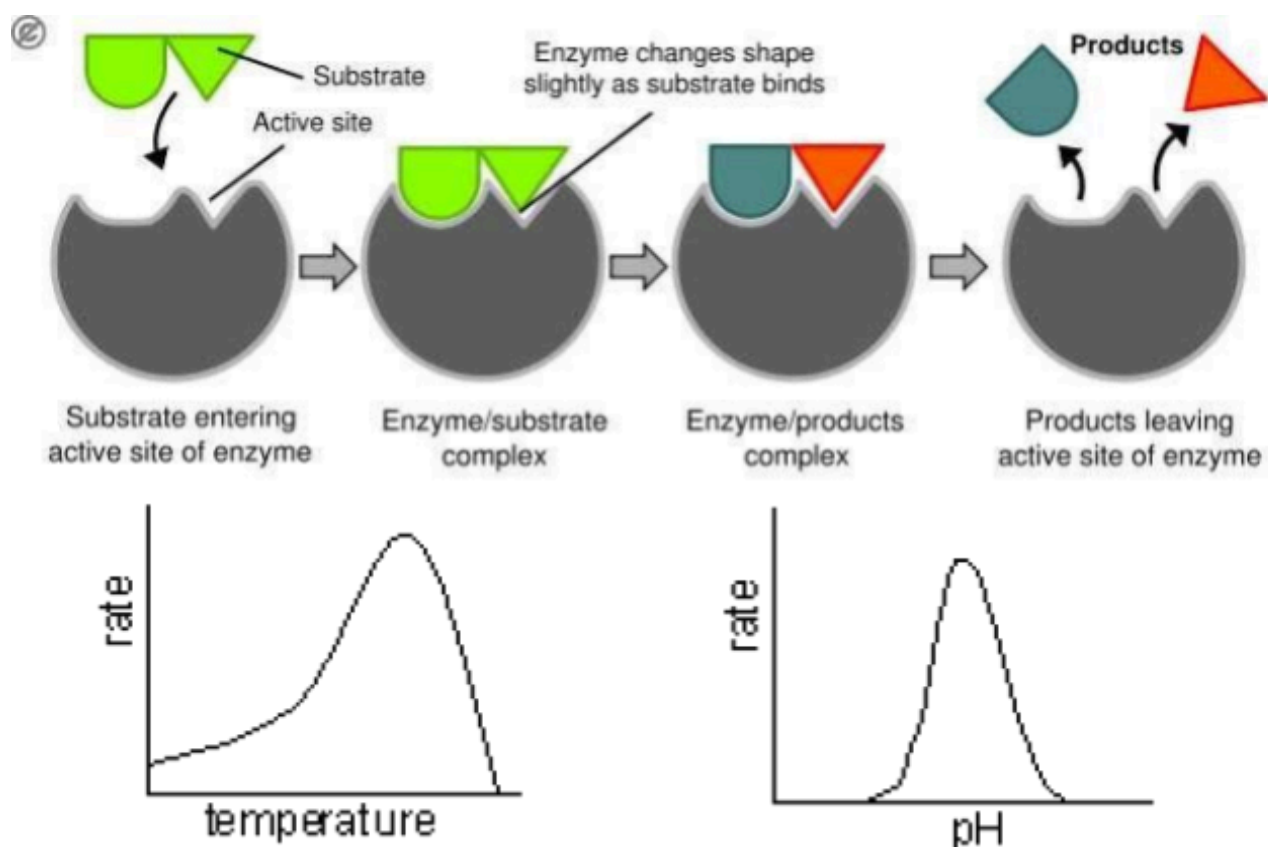 Substrate
Active site
Enzyme changes shape
slightly as substrate binds
Products
Substrate entering
active site of enzyme
Enzyme/substrate
complex
Enzyme/products
complex
Products leaving
active site of enzyme
rate
temperature
rate
pH